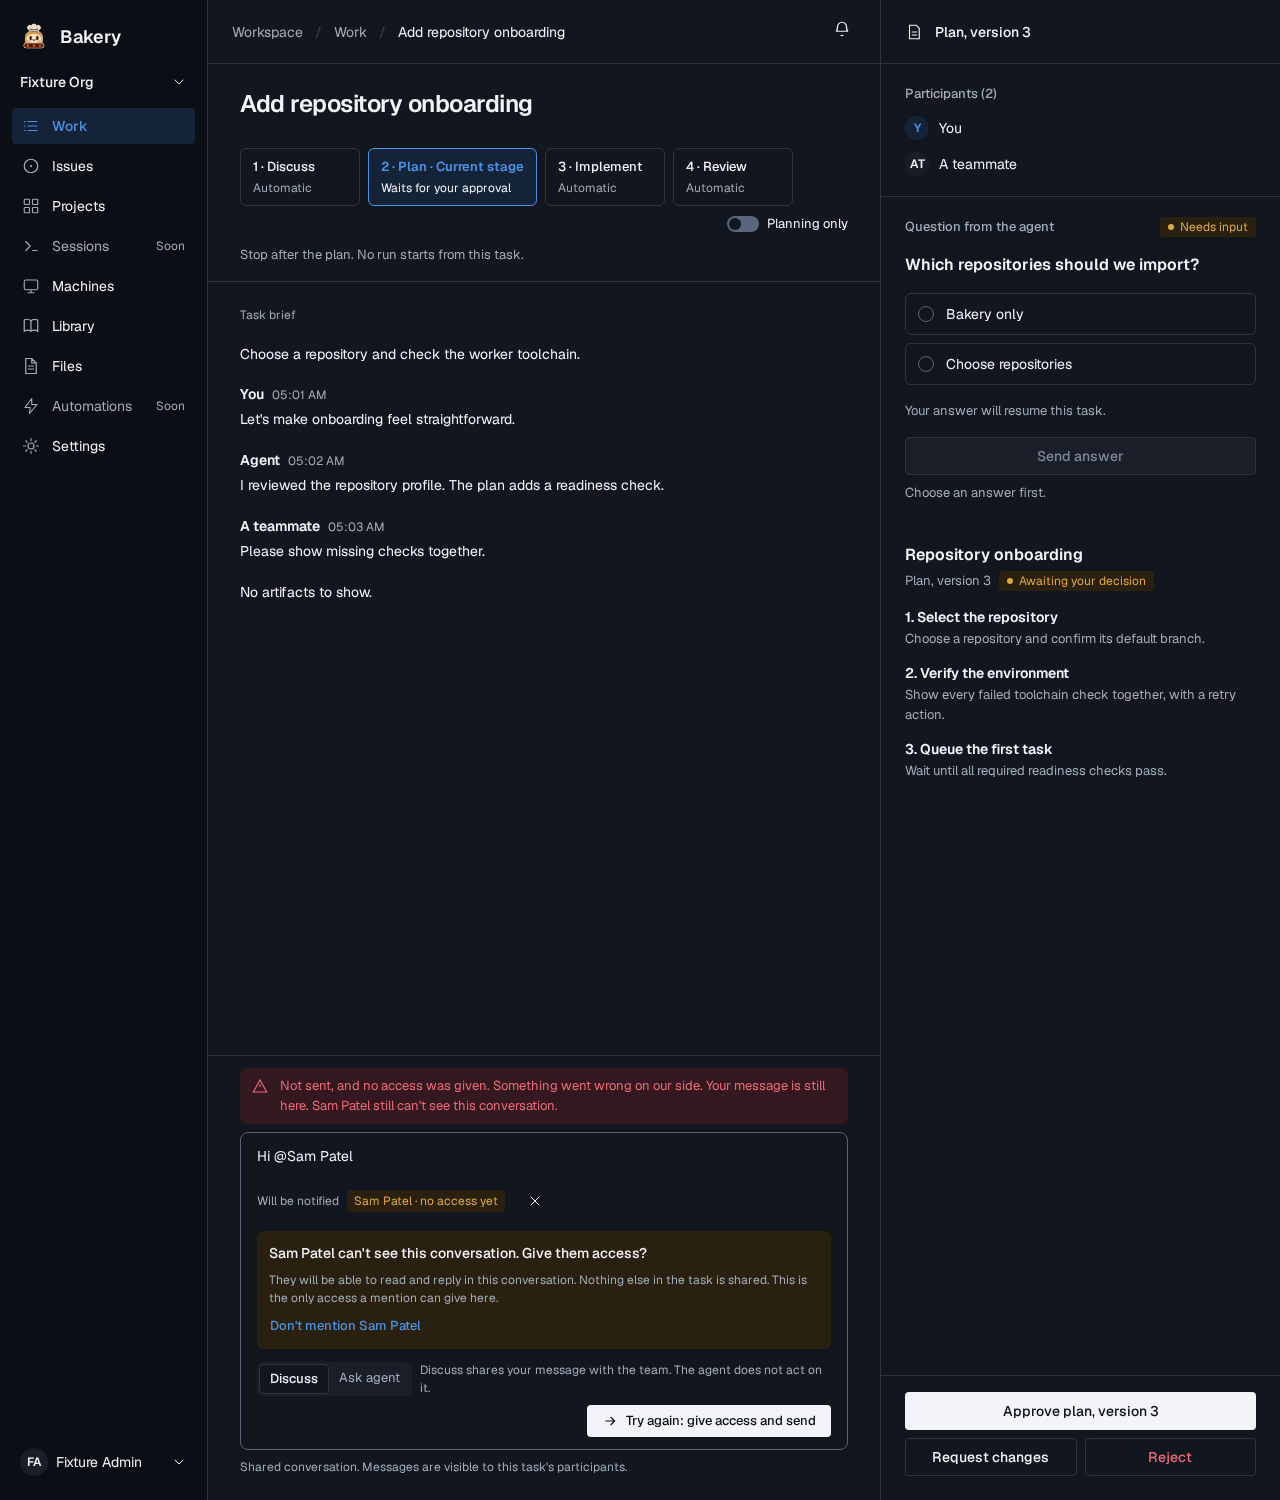 Bakery
Fixture Org
Work
Issues
Projects
Sessions Soon
Machines
Library
Files
Automations Soon
Settings
FA Fixture Admin
Workspace / Work / Add repository onboarding
Add repository onboarding
1 · Discuss
Automatic
2 · Plan · Current stage
Waits for your approval
3 · Implement
Automatic
4 · Review
Automatic
Planning only
Stop after the plan. No run starts from this task.
Task brief
Choose a repository and check the worker toolchain.
You 05:01 AM
Let's make onboarding feel straightforward.
Agent 05:02 AM
I reviewed the repository profile. The plan adds a readiness check.
A teammate 05:03 AM
Please show missing checks together.
No artifacts to show.
Not sent, and no access was given. Something went wrong on our side. Your message is still
here. Sam Patel still can't see this conversation.
Hi @Sam Patel
Will be notified Sam Patel · no access yet
Sam Patel can't see this conversation. Give them access?
They will be able to read and reply in this conversation. Nothing else in the task is shared. This is
the only access a mention can give here.
Don't mention Sam Patel
Discuss Ask agent
Discuss shares your message with the team. The agent does not act on
it.
Try again: give access and send
Shared conversation. Messages are visible to this task's participants.
Plan, version 3
Participants (2)
Y You
AT A teammate
Question from the agent Needs input
Which repositories should we import?
Bakery only
Choose repositories
Your answer will resume this task.
Send answer
Choose an answer first.
Repository onboarding
Plan, version 3 Awaiting your decision
1. Select the repository
Choose a repository and confirm its default branch.
2. Verify the environment
Show every failed toolchain check together, with a retry
action.
3. Queue the first task
Wait until all required readiness checks pass.
Approve plan, version 3
Request changes
Reject